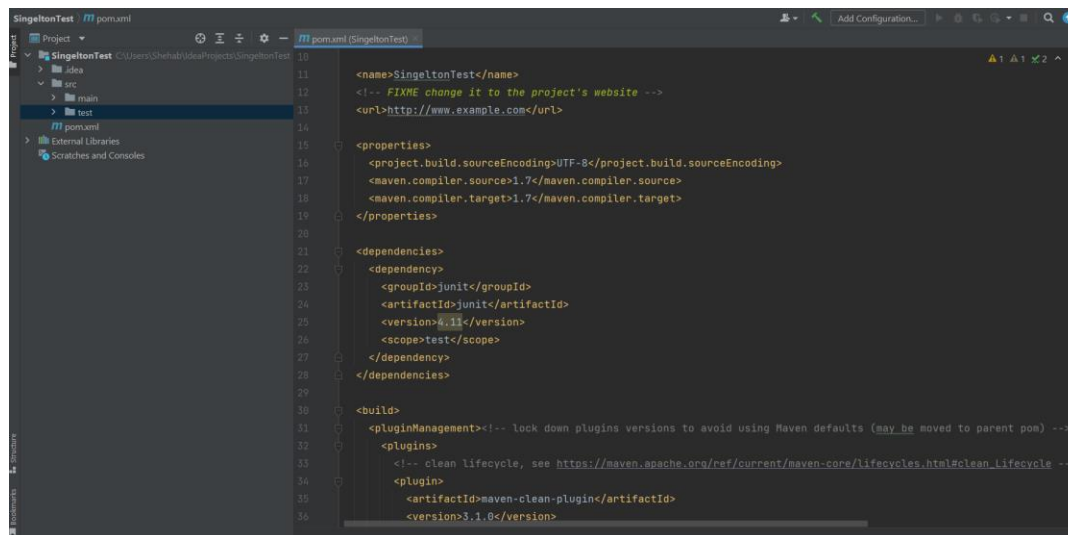 SingeltonTest
pom.xml
Add Configuration...
Project
Project
pom.xml (SingeltonTest)
SingeltonTest C:\Users\Shehab\IdeaProjects\SingeltonTest
.idea
src
main
test
pom.xml
External Libraries
Scratches and Consoles
Structure
Bookmarks
1 1 2
10
11 <name>SingeltonTest</name>
12 <!-- FIXME change it to the project's website -->
13 <url>http://www.example.com</url>
14
15 <properties>
16 <project.build.sourceEncoding>UTF-8</project.build.sourceEncoding>
17 <maven.compiler.source>1.7</maven.compiler.source>
18 <maven.compiler.target>1.7</maven.compiler.target>
19 </properties>
20
21 <dependencies>
22 <dependency>
23 <groupId>junit</groupId>
24 <artifactId>junit</artifactId>
25 <version>4.11</version>
26 <scope>test</scope>
27 </dependency>
28 </dependencies>
29
30 <build>
31 <pluginManagement><!-- lock down plugins versions to avoid using Maven defaults (may be moved to parent pom) -->
32 <plugins>
33 <!-- clean lifecycle, see https://maven.apache.org/ref/current/maven-core/lifecycles.html#clean_Lifecycle --
34 <plugin>
35 <artifactId>maven-clean-plugin</artifactId>
36 <version>3.1.0</version>